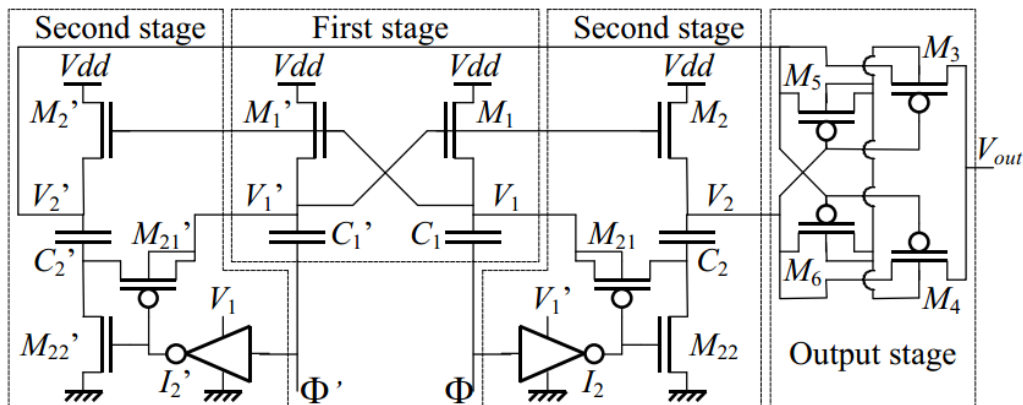 Second stage
First stage
Second stage
Vdd
Vdd
Vdd
Vdd
M2’
M1’
M1
M2
M3
M5
Vout
V2’
V1’
V1
V2
C2’
M21’
C1’
C1
M21
C2
M6
M4
V1
V1’
M22’
I2’
Φ’
Φ
I2
M22
Output stage